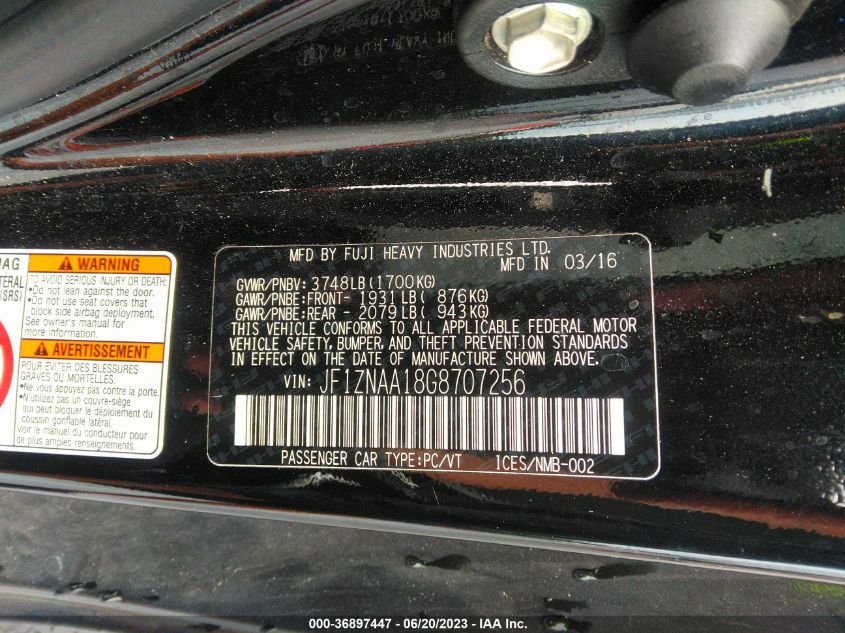 MFD BY FUJI HEAVY INDUSTRIES LTD.
MFD IN 03/16
GVWR/PNBV: 3748LB(1700KG)
GAWR/PNBE:FRONT- 1931LB( 876KG)
GAWR/PNBE:REAR - 2079LB( 943KG)
THIS VEHICLE CONFORMS TO ALL APPLICABLE FEDERAL MOTOR
VEHICLE SAFETY, BUMPER, AND THEFT PREVENTION STANDARDS
IN EFFECT ON THE DATE OF MANUFACTURE SHOWN ABOVE.
VIN: JF1ZNAA18G8707256
PASSENGER CAR TYPE:PC/VT ICES/NMB-002
WARNING
TO AVOID SERIOUS INJURY OR DEATH:
•Do not lean against the door.
•Do not use seat covers that
block side airbag deployment.
See owner's manual for
more information.
AVERTISSEMENT
POUR ÉVITER DES BLESSURES
GRAVES OU MORTELLES.
•Ne vous appuyez pas contre la porte.
•N'utilisez pas de housse de siège
qui peut bloquer le déploiement du
coussin gonflable latéral.
Voir le manuel du conducteur pour
de plus amples renseignements.
(SRS)
000-36897447 / 06/20/2023 / IAA Inc.